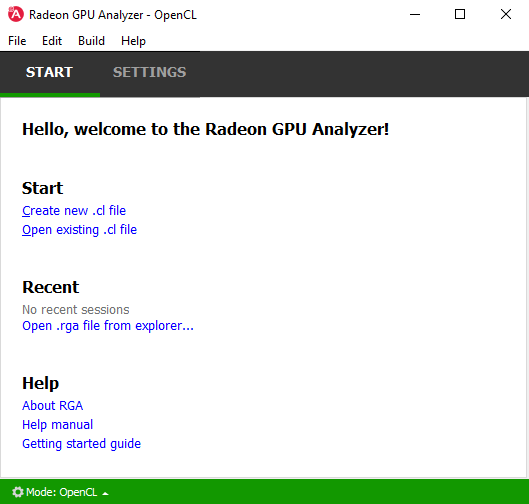 Radeon GPU Analyzer - OpenCL
File Edit Build Help
START SETTINGS
Hello, welcome to the Radeon GPU Analyzer!
Start
Create new .cl file
Open existing .cl file
Recent
No recent sessions
Open .rga file from explorer...
Help
About RGA
Help manual
Getting started guide
Mode: OpenCL